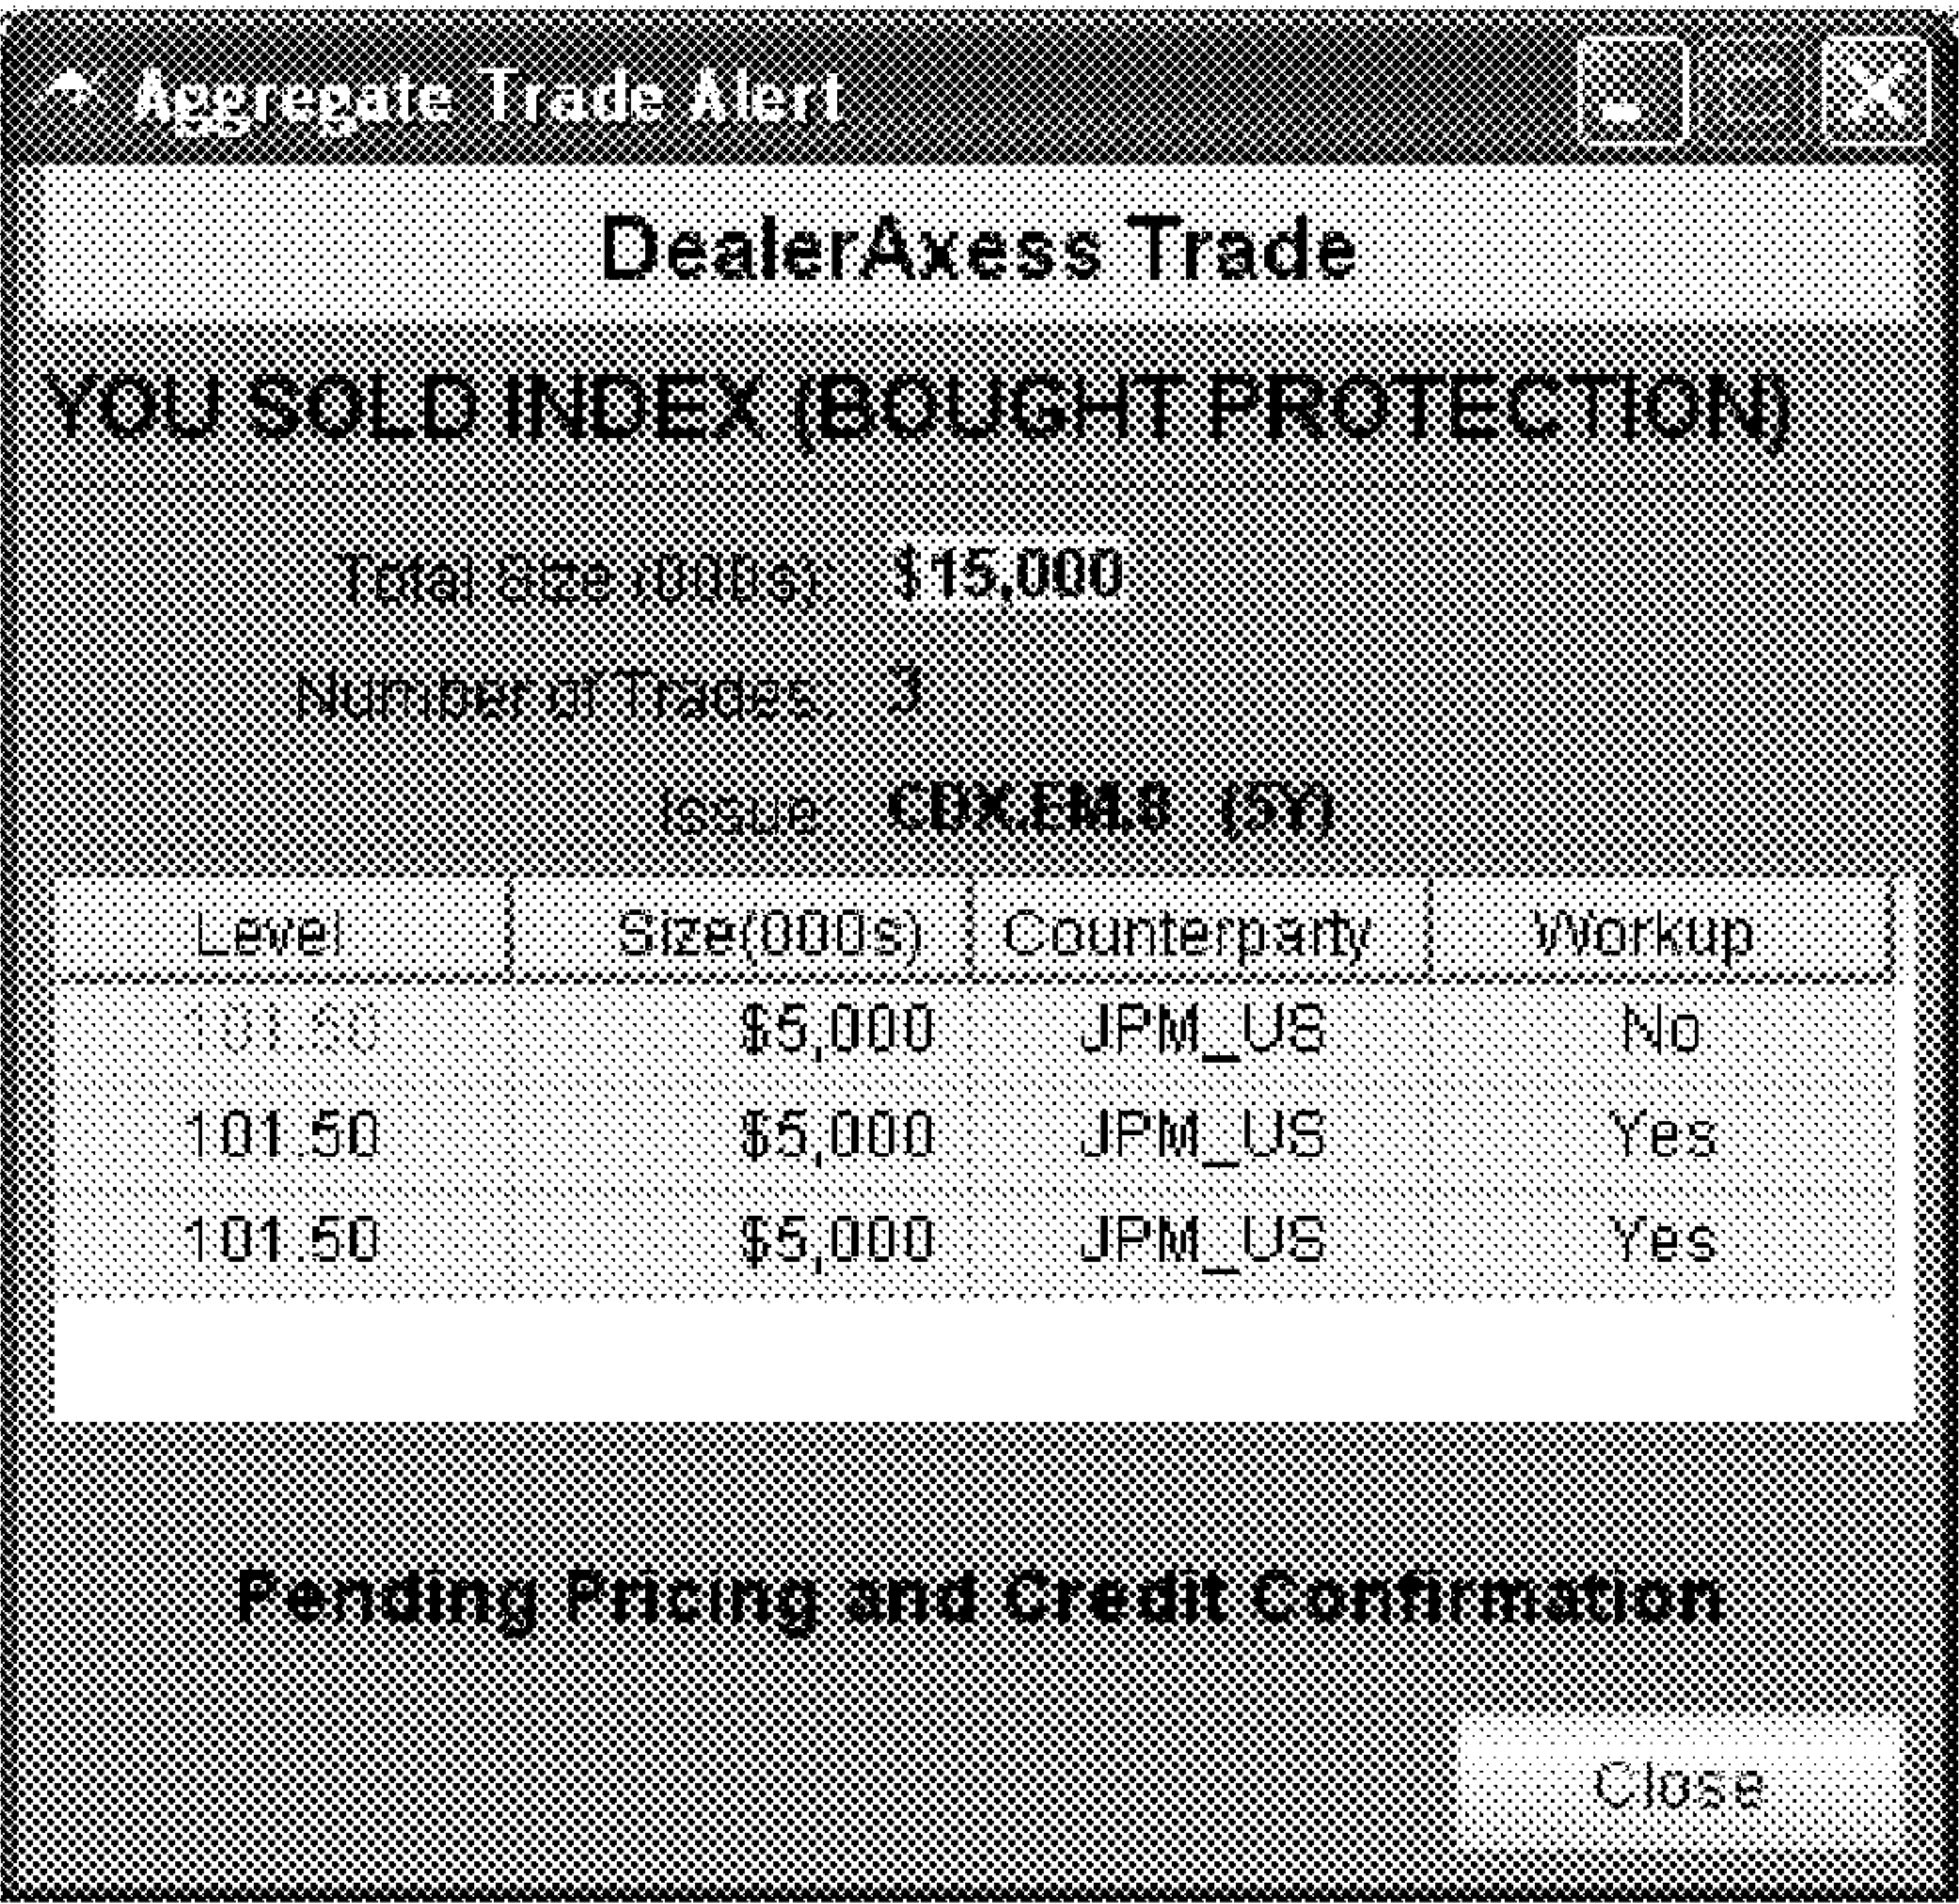 Aggregate Trade Alert
DealerAxess Trade
YOU SOLD INDEX (BOUGHT PROTECTION)
Total Size (000s): $15,000
Number of Trades: 3
Issue: CDX.EM.8 (5Y)
Level Size(000s) Counterparty Workup
101.50 $5,000 JPM_US No
101.50 $5,000 JPM_US Yes
101.50 $5,000 JPM_US Yes
Pending Pricing and Credit Confirmation
Close